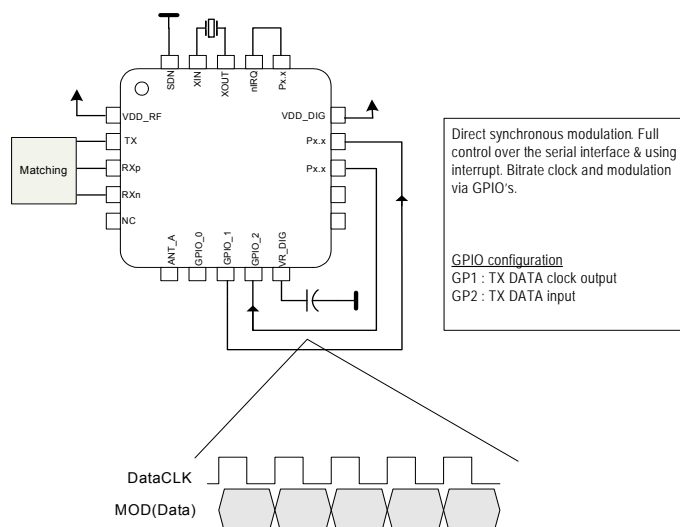 SDN
XIN
XOUT
nIRQ
Px.x
VDD_RF
VDD_DIG
TX
Px.x
Matching
RXp
Px.x
RXn
NC
ANT_A
GPIO_0
GPIO_1
GPIO_2
VR_DIG
Direct synchronous modulation. Full
control over the serial interface & using
interrupt. Bitrate clock and modulation
via GPIO's.
GPIO configuration
GP1 : TX DATA clock output
GP2 : TX DATA input
DataCLK
MOD(Data)